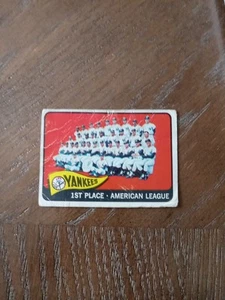 YANKEES
1ST PLACE - AMERICAN LEAGUE